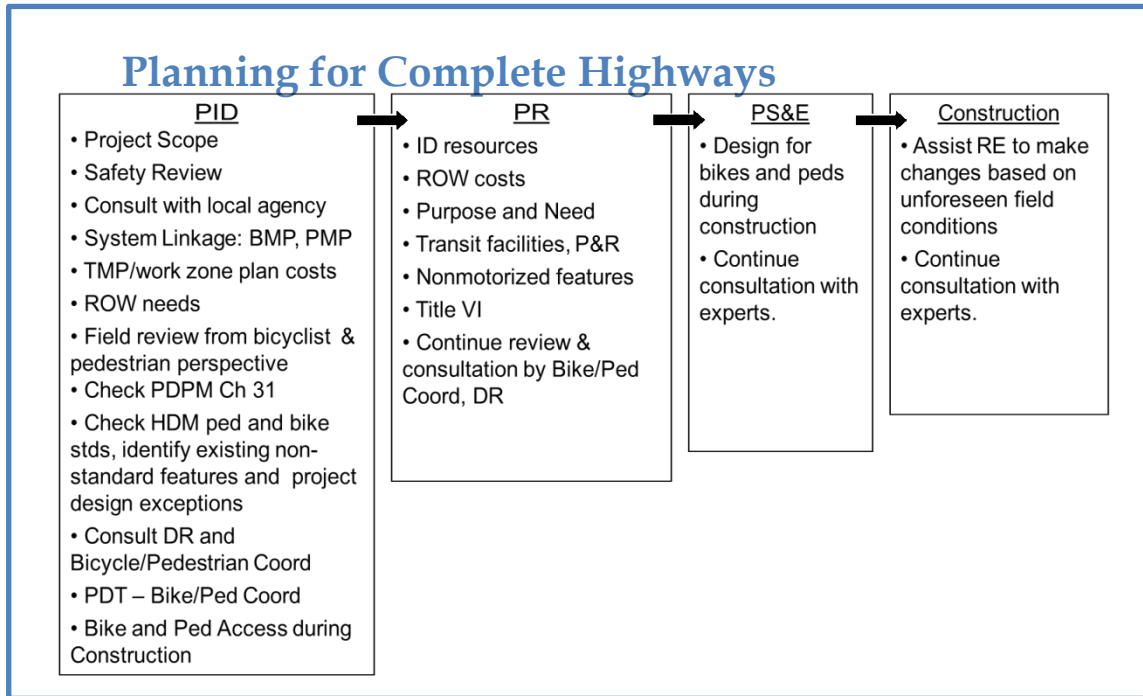 Planning for Complete Highways
PID
• Project Scope
• Safety Review
• Consult with local agency
• System Linkage: BMP, PMP
• TMP/work zone plan costs
• ROW needs
• Field review from bicyclist &
pedestrian perspective
• Check PDPM Ch 31
• Check HDM ped and bike
stds, identify existing non-
standard features and project
design exceptions
• Consult DR and
Bicycle/Pedestrian Coord
• PDT – Bike/Ped Coord
• Bike and Ped Access during
Construction
PR
• ID resources
• ROW costs
• Purpose and Need
• Transit facilities, P&R
• Nonmotorized features
• Title VI
• Continue review &
consultation by Bike/Ped
Coord, DR
PS&E
• Design for
bikes and peds
during
construction
• Continue
consultation with
experts.
Construction
• Assist RE to make
changes based on
unforeseen field
conditions
• Continue
consultation with
experts.